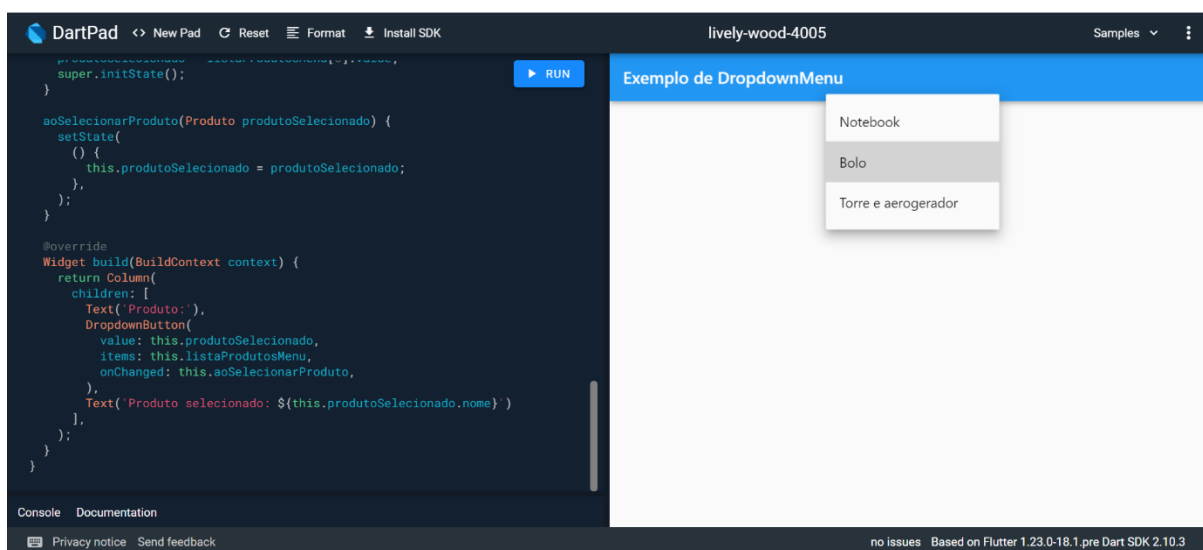 DartPad <> New Pad Reset Format Install SDK lively-wood-4005 Samples
super.initState();
}
RUN
aoSelecionarProduto(Produto produtoSelecionado) {
setState(
() {
this.produtoSelecionado = produtoSelecionado;
},
);
}
@override
Widget build(BuildContext context) {
return Column(
children: [
Text('Produto:'),
DropdownButton(
value: this.produtoSelecionado,
items: this.listaProdutosMenu,
onChanged: this.aoSelecionarProduto,
),
Text('Produto selecionado: ${this.produtoSelecionado.nome}')
],
);
}
}
Exemplo de DropdownMenu
Notebook
Bolo
Torre e aerogerador
Console Documentation
Privacy notice Send feedback no issues Based on Flutter 1.23.0-18.1.pre Dart SDK 2.10.3